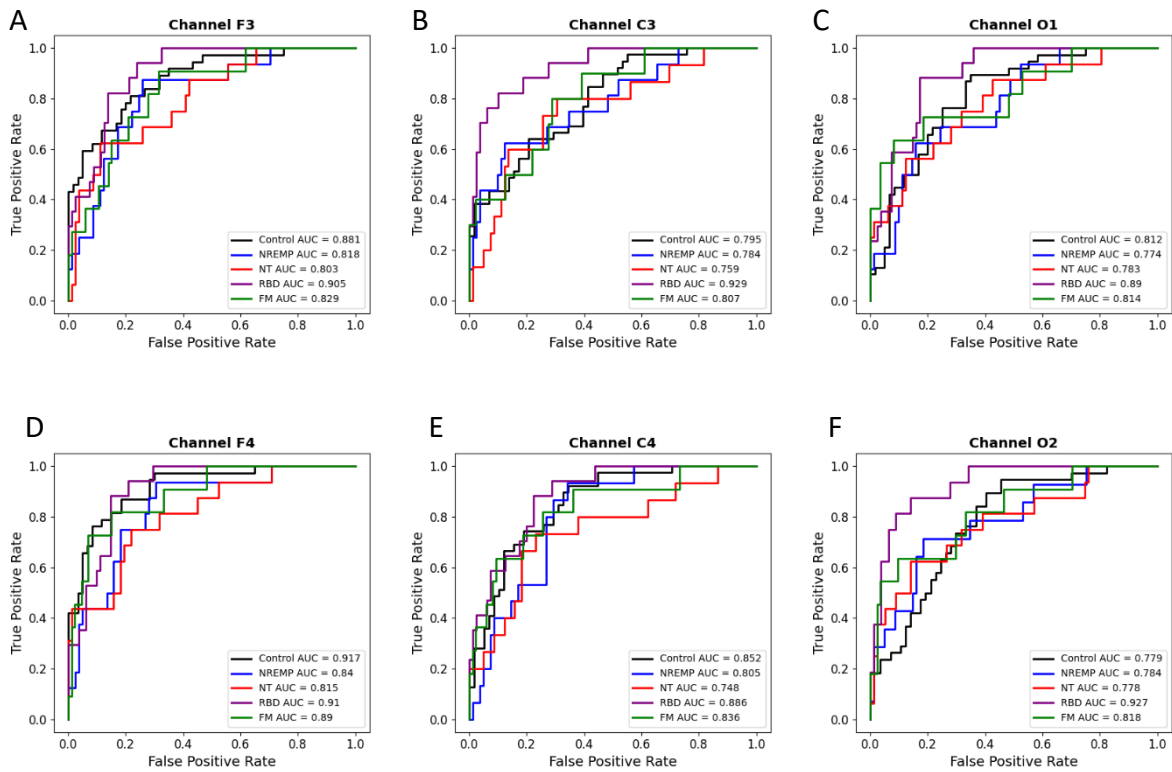 A
Channel F3
True Positive Rate
1.0
0.8
0.6
0.4
0.2
0.0
Control AUC = 0.881
NREMP AUC = 0.818
NT AUC = 0.803
RBD AUC = 0.905
FM AUC = 0.829
0.0 0.2 0.4 0.6 0.8 1.0
False Positive Rate
B
Channel C3
True Positive Rate
1.0
0.8
0.6
0.4
0.2
0.0
Control AUC = 0.795
NREMP AUC = 0.784
NT AUC = 0.759
RBD AUC = 0.929
FM AUC = 0.807
0.0 0.2 0.4 0.6 0.8 1.0
False Positive Rate
C
Channel O1
True Positive Rate
1.0
0.8
0.6
0.4
0.2
0.0
Control AUC = 0.812
NREMP AUC = 0.774
NT AUC = 0.783
RBD AUC = 0.89
FM AUC = 0.814
0.0 0.2 0.4 0.6 0.8 1.0
False Positive Rate
D
Channel F4
True Positive Rate
1.0
0.8
0.6
0.4
0.2
0.0
Control AUC = 0.917
NREMP AUC = 0.84
NT AUC = 0.815
RBD AUC = 0.91
FM AUC = 0.89
0.0 0.2 0.4 0.6 0.8 1.0
False Positive Rate
E
Channel C4
True Positive Rate
1.0
0.8
0.6
0.4
0.2
0.0
Control AUC = 0.852
NREMP AUC = 0.805
NT AUC = 0.748
RBD AUC = 0.886
FM AUC = 0.836
0.0 0.2 0.4 0.6 0.8 1.0
False Positive Rate
F
Channel O2
True Positive Rate
1.0
0.8
0.6
0.4
0.2
0.0
Control AUC = 0.779
NREMP AUC = 0.784
NT AUC = 0.778
RBD AUC = 0.927
FM AUC = 0.818
0.0 0.2 0.4 0.6 0.8 1.0
False Positive Rate